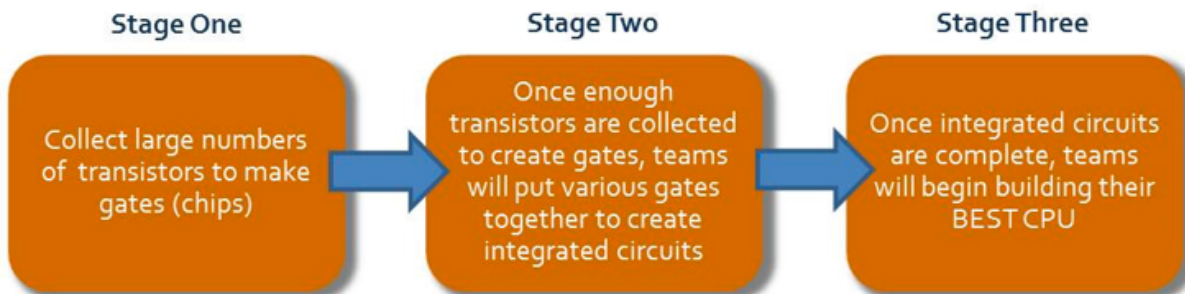 Stage One
Collect large numbers
of transistors to make
gates (chips)
Stage Two
Once enough
transistors are collected
to create gates, teams
will put various gates
together to create
integrated circuits
Stage Three
Once integrated circuits
are complete, teams
will begin building their
BEST CPU